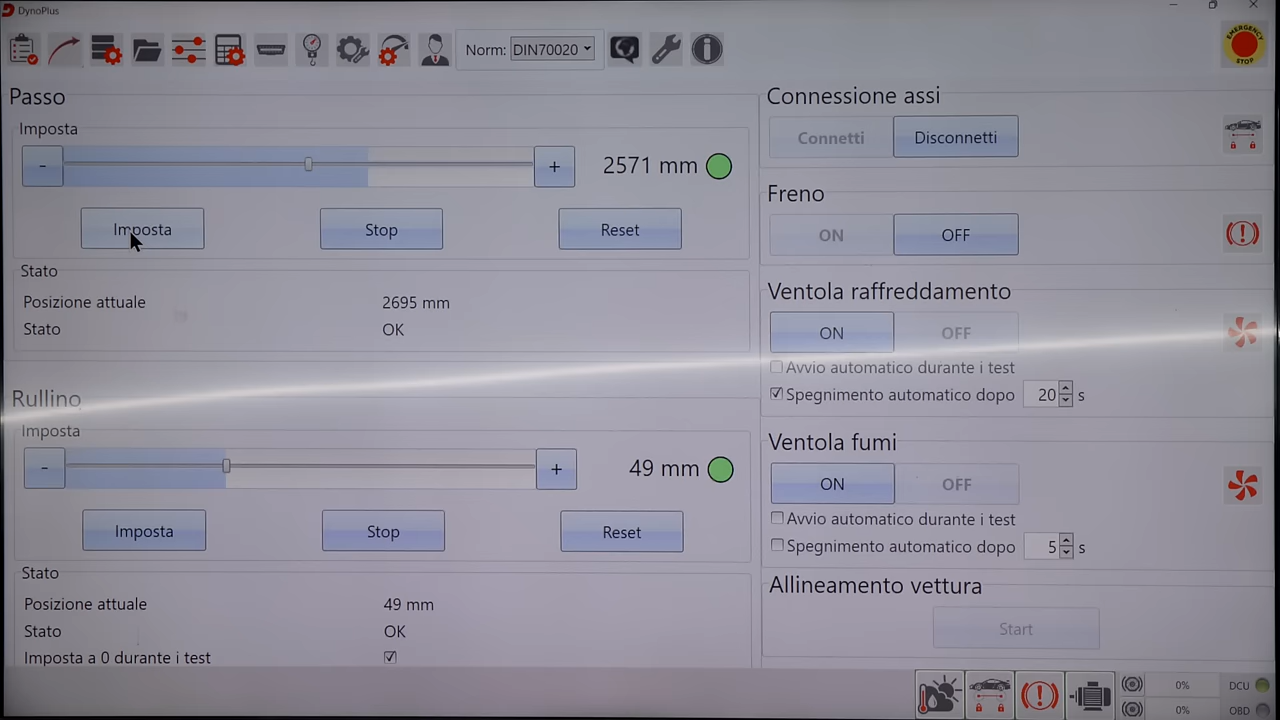 DynoPlus
Norm: DIN70020
EMERGENCY
STOP
Passo
Imposta
- + 2571 mm
Imposta Stop Reset
Stato
Posizione attuale 2695 mm
Stato OK
Rullino
Imposta
- + 49 mm
Imposta Stop Reset
Stato
Posizione attuale 49 mm
Stato OK
Imposta a 0 durante i test
Connessione assi
Connetti Disconnetti
Freno
ON OFF
Ventola raffreddamento
ON OFF
Avvio automatico durante i test
Spegnimento automatico dopo 20 s
Ventola fumi
ON OFF
Avvio automatico durante i test
Spegnimento automatico dopo 5 s
Allineamento vettura
Start
0% DCU
0% OBD